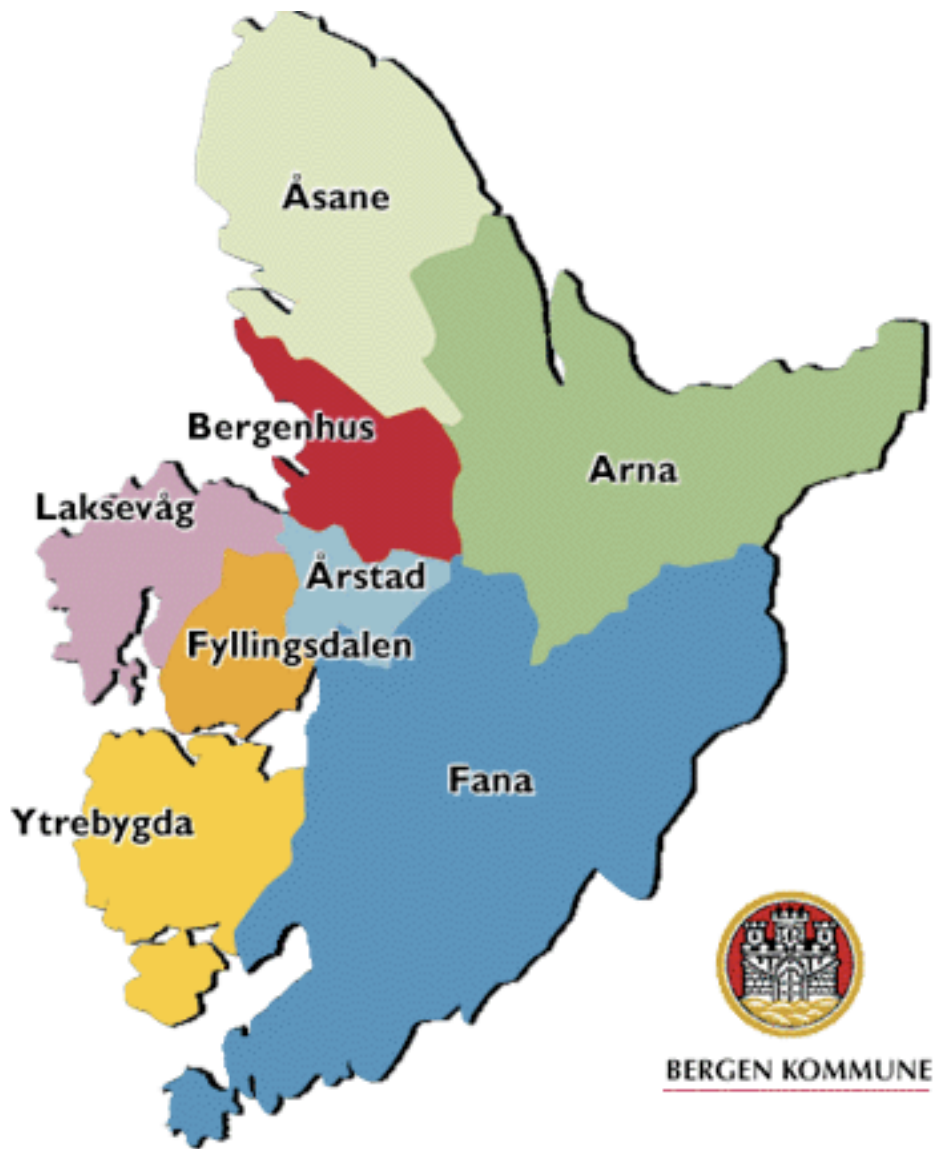 Åsane
Bergenhus
Arna
Laksevåg
Årstad
Fyllingsdalen
Fana
Ytrebygda
BERGEN KOMMUNE